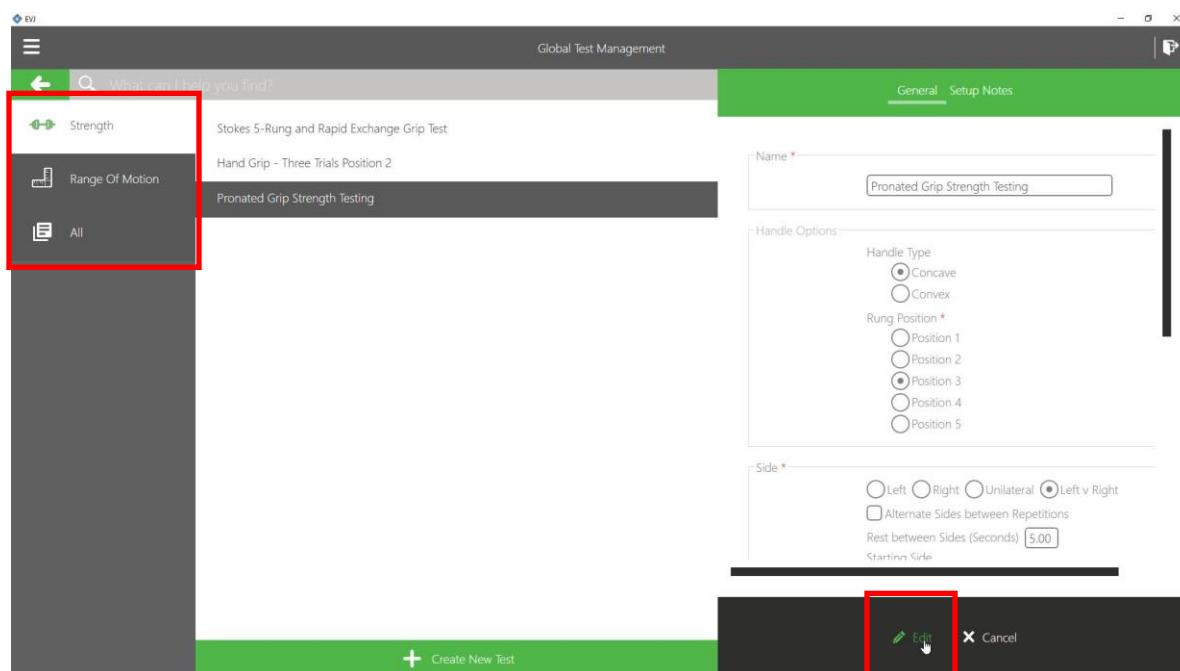 EVJ
Global Test Management
What can I help you find?
Strength
Range Of Motion
All
Stokes 5-Rung and Rapid Exchange Grip Test
Hand Grip - Three Trials Position 2
Pronated Grip Strength Testing
Create New Test
General Setup Notes
Name *
Pronated Grip Strength Testing
Handle Options
Handle Type
Concave
Convex
Rung Position *
Position 1
Position 2
Position 3
Position 4
Position 5
Side *
Left Right Unilateral Left v Right
Alternate Sides between Repetitions
Rest between Sides (Seconds) 5.00
Starting Side
Edit Cancel